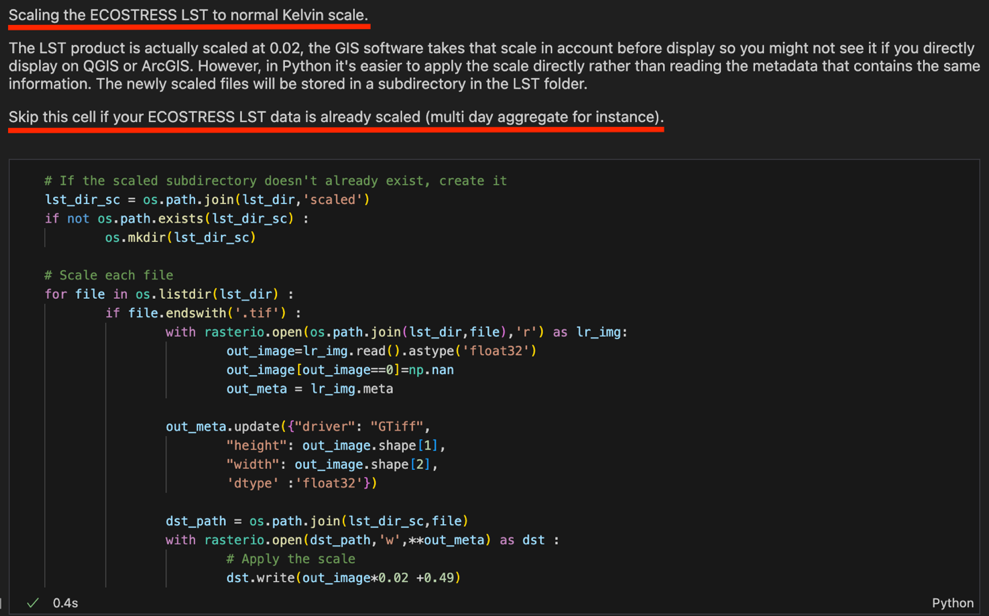 Scaling the ECOSTRESS LST to normal Kelvin scale.
The LST product is actually scaled at 0.02, the GIS software takes that scale in account before display so you might not see it if you directly
display on QGIS or ArcGIS. However, in Python it's easier to apply the scale directly rather than reading the metadata that contains the same
information. The newly scaled files will be stored in a subdirectory in the LST folder.
Skip this cell if your ECOSTRESS LST data is already scaled (multi day aggregate for instance).
# If the scaled subdirectory doesn't already exist, create it
lst_dir_sc = os.path.join(lst_dir,'scaled')
if not os.path.exists(lst_dir_sc) :
        os.mkdir(lst_dir_sc)
# Scale each file
for file in os.listdir(lst_dir) :
        if file.endswith('.tif') :
                with rasterio.open(os.path.join(lst_dir,file),'r') as lr_img:
                        out_image=lr_img.read().astype('float32')
                        out_image[out_image==0]=np.nan
                        out_meta = lr_img.meta
                out_meta.update({"driver": "GTiff",
                        "height": out_image.shape[1],
                        "width": out_image.shape[2],
                        'dtype' :'float32'})
                dst_path = os.path.join(lst_dir_sc,file)
                with rasterio.open(dst_path,'w',**out_meta) as dst :
                        # Apply the scale
                        dst.write(out_image*0.02 +0.49)
0.4s
Python